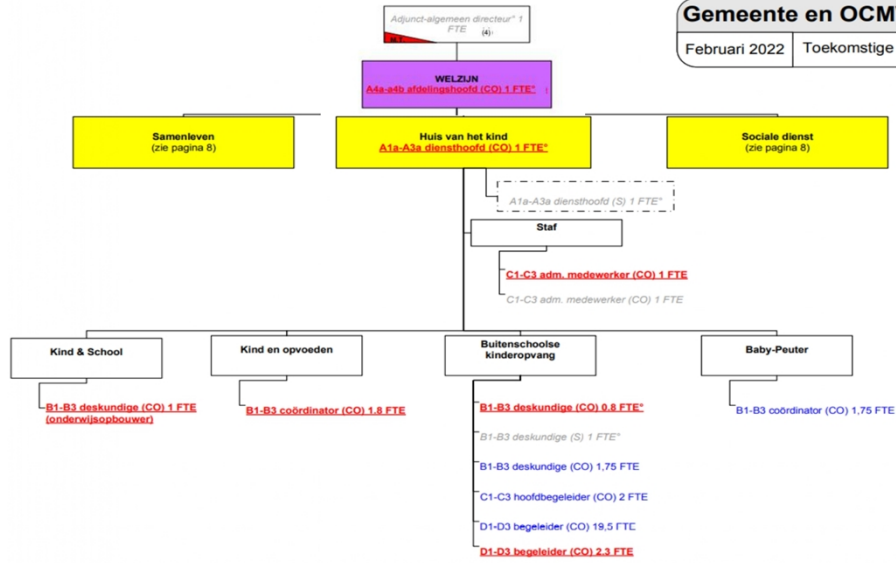 Gemeente en OCM
Februari 2022 Toekomstige
Adjunct-algemeen directeur° 1
FTE (4)
WELZIJN
A4a-a4b afdelingshoofd (CO) 1 FTE°
Samenleven
(zie pagina 8)
Huis van het kind
A1a-A3a diensthoofd (CO) 1 FTE°
Sociale dienst
(zie pagina 8)
A1a-A3a diensthoofd (S) 1 FTE°
Staf
C1-C3 adm. medewerker (CO) 1 FTE
C1-C3 adm. medewerker (CO) 1 FTE
Kind & School
B1-B3 deskundige (CO) 1 FTE
(onderwijsopbouwer)
Kind en opvoeden
B1-B3 coördinator (CO) 1.8 FTE
Buitenschoolse
kinderopvang
B1-B3 deskundige (CO) 0.8 FTE°
B1-B3 deskundige (S) 1 FTE°
B1-B3 deskundige (CO) 1,75 FTE
C1-C3 hoofdbegeleider (CO) 2 FTE
D1-D3 begeleider (CO) 19,5 FTE
D1-D3 begeleider (CO) 2.3 FTE
Baby-Peuter
B1-B3 coördinator (CO) 1,75 FTE